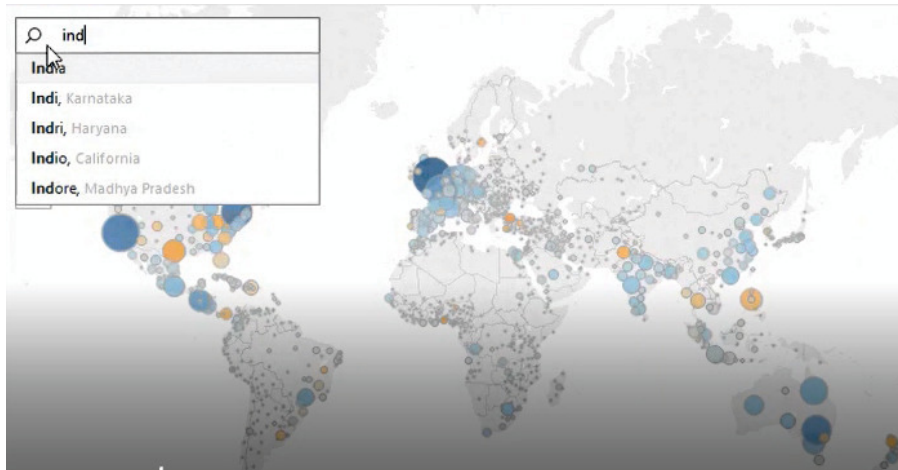 ind
India
Indi, Karnataka
Indri, Haryana
Indio, California
Indore, Madhya Pradesh